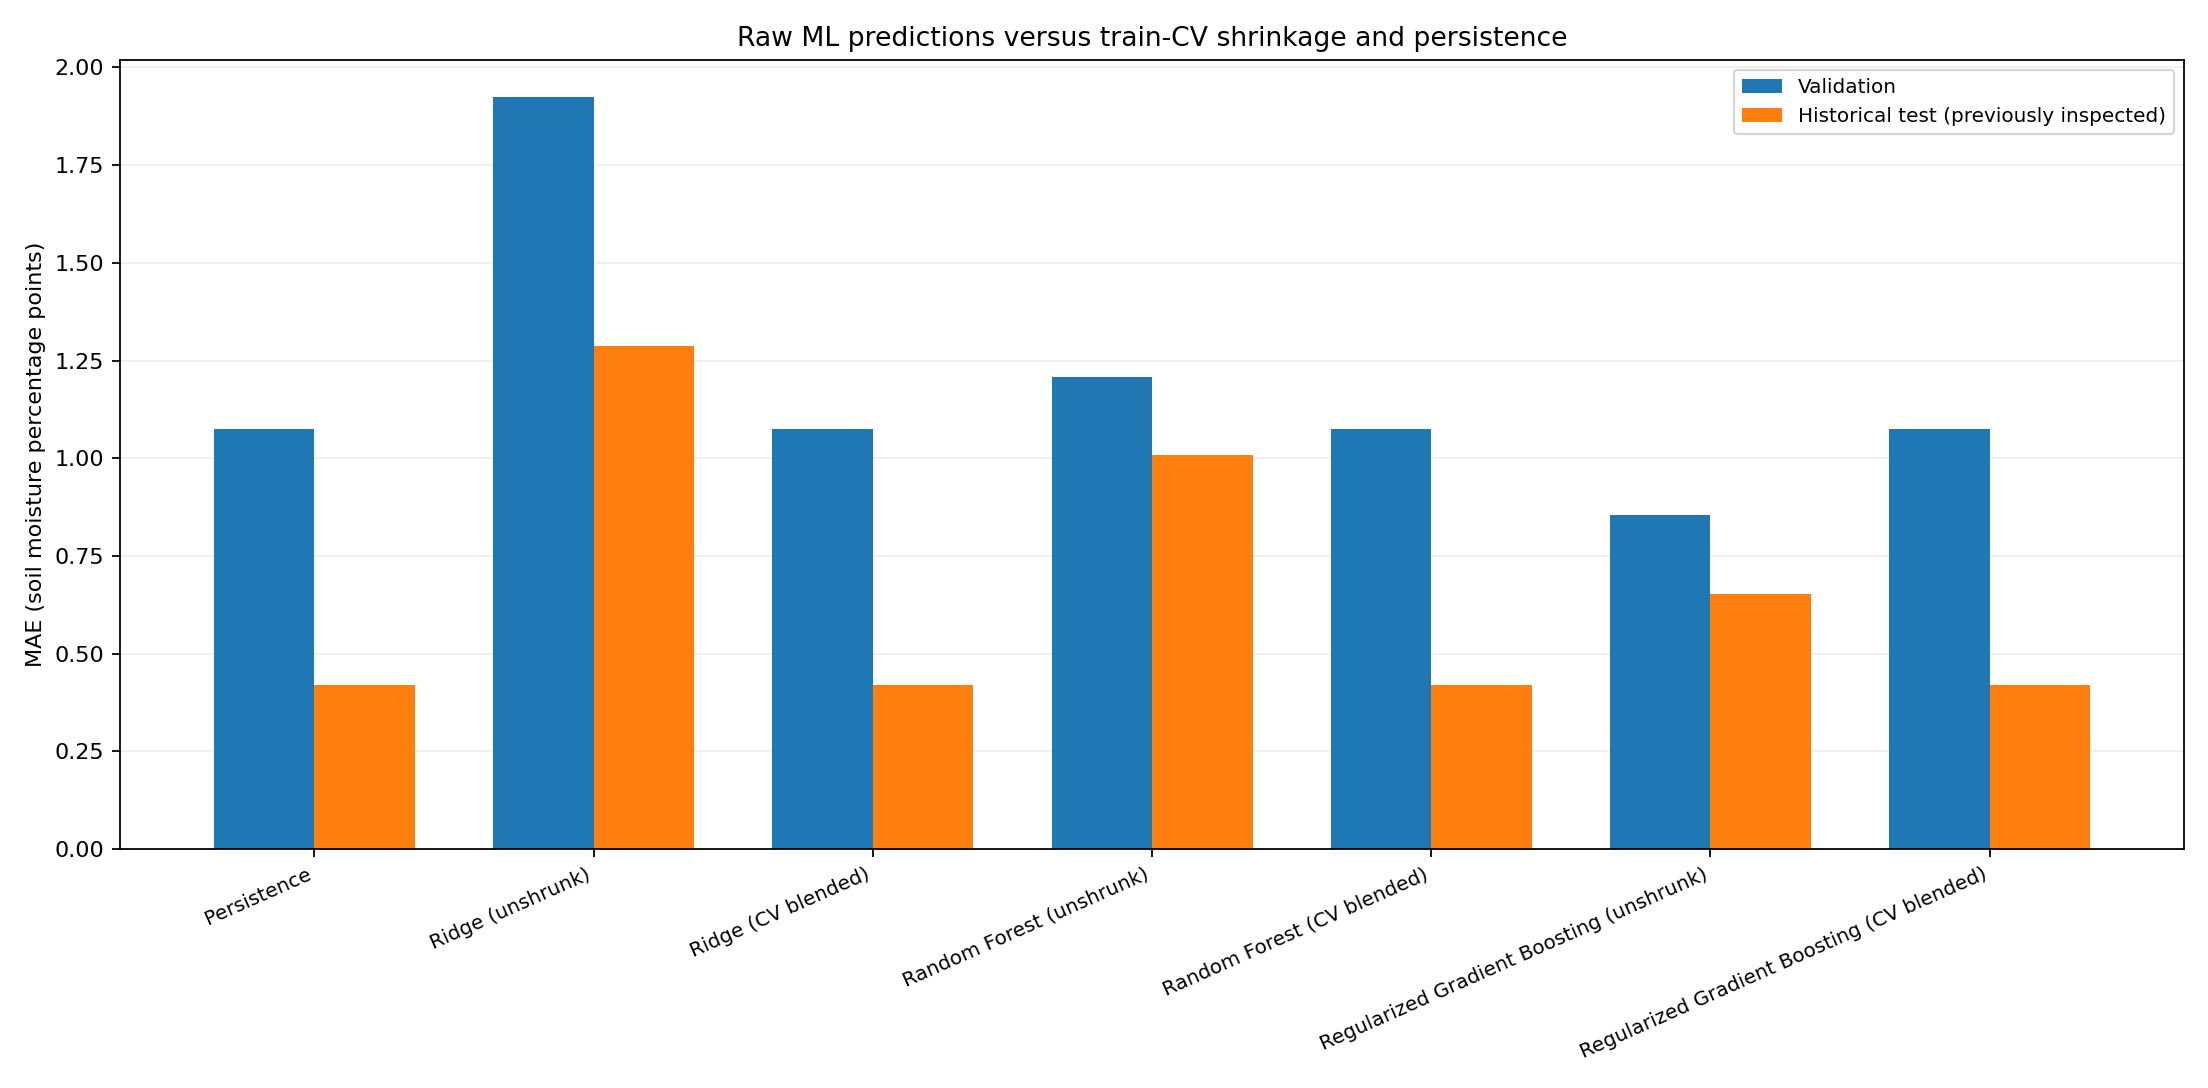 Raw ML predictions versus train-CV shrinkage and persistence
Validation
Historical test (previously inspected)
MAE (soil moisture percentage points)
2.00
1.75
1.50
1.25
1.00
0.75
0.50
0.25
0.00
Persistence
Ridge (unshrunk)
Ridge (CV blended)
Random Forest (unshrunk)
Random Forest (CV blended)
Regularized Gradient Boosting (unshrunk)
Regularized Gradient Boosting (CV blended)